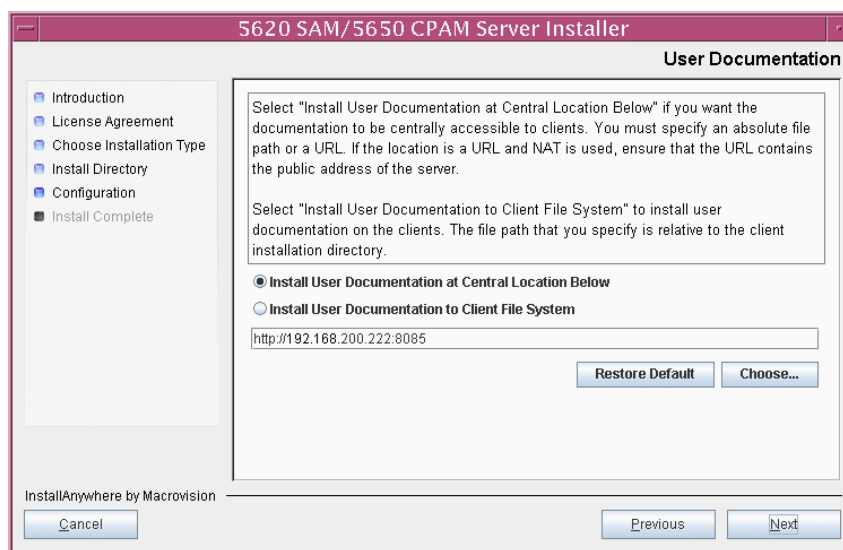 5620 SAM/5650 CPAM Server Installer
User Documentation
Introduction
License Agreement
Choose Installation Type
Install Directory
Configuration
Install Complete
Select "Install User Documentation at Central Location Below" if you want the
documentation to be centrally accessible to clients. You must specify an absolute file
path or a URL. If the location is a URL and NAT is used, ensure that the URL contains
the public address of the server.
Select "Install User Documentation to Client File System" to install user
documentation on the clients. The file path that you specify is relative to the client
installation directory.
Install User Documentation at Central Location Below
Install User Documentation to Client File System
http://192.168.200.222:8085
Restore Default
Choose...
InstallAnywhere by Macrovision
Cancel
Previous
Next